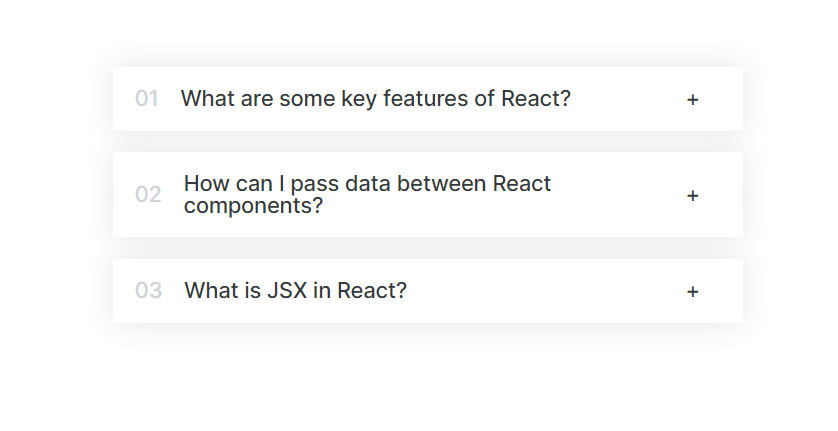 01 What are some key features of React? +
02 How can I pass data between React
components? +
03 What is JSX in React? +